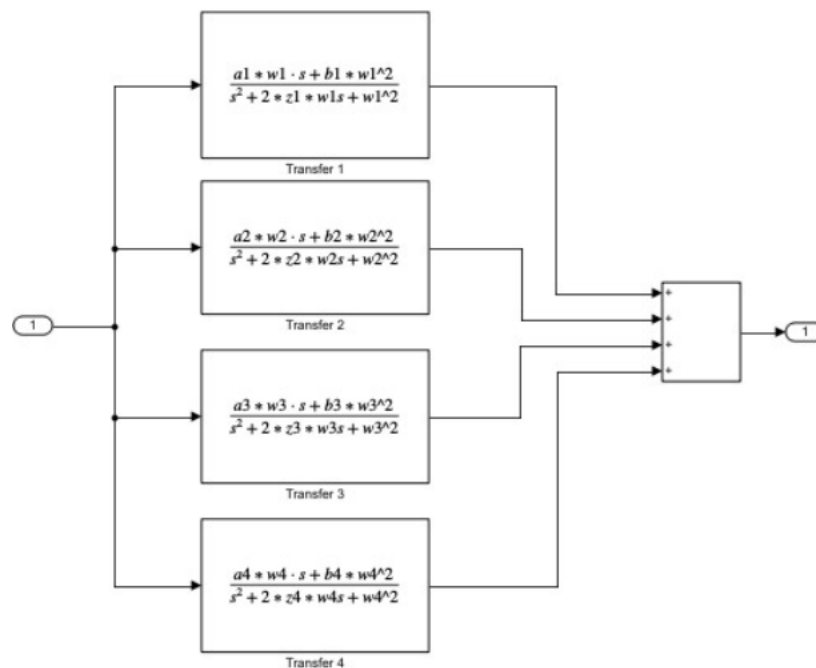 a1 * w1 · s + b1 * w1^2
s² + 2 * z1 * w1s + w1^2
Transfer 1
a2 * w2 · s + b2 * w2^2
s² + 2 * z2 * w2s + w2^2
Transfer 2
1
+
+
+
+
1
a3 * w3 · s + b3 * w3^2
s² + 2 * z3 * w3s + w3^2
Transfer 3
a4 * w4 · s + b4 * w4^2
s² + 2 * z4 * w4s + w4^2
Transfer 4